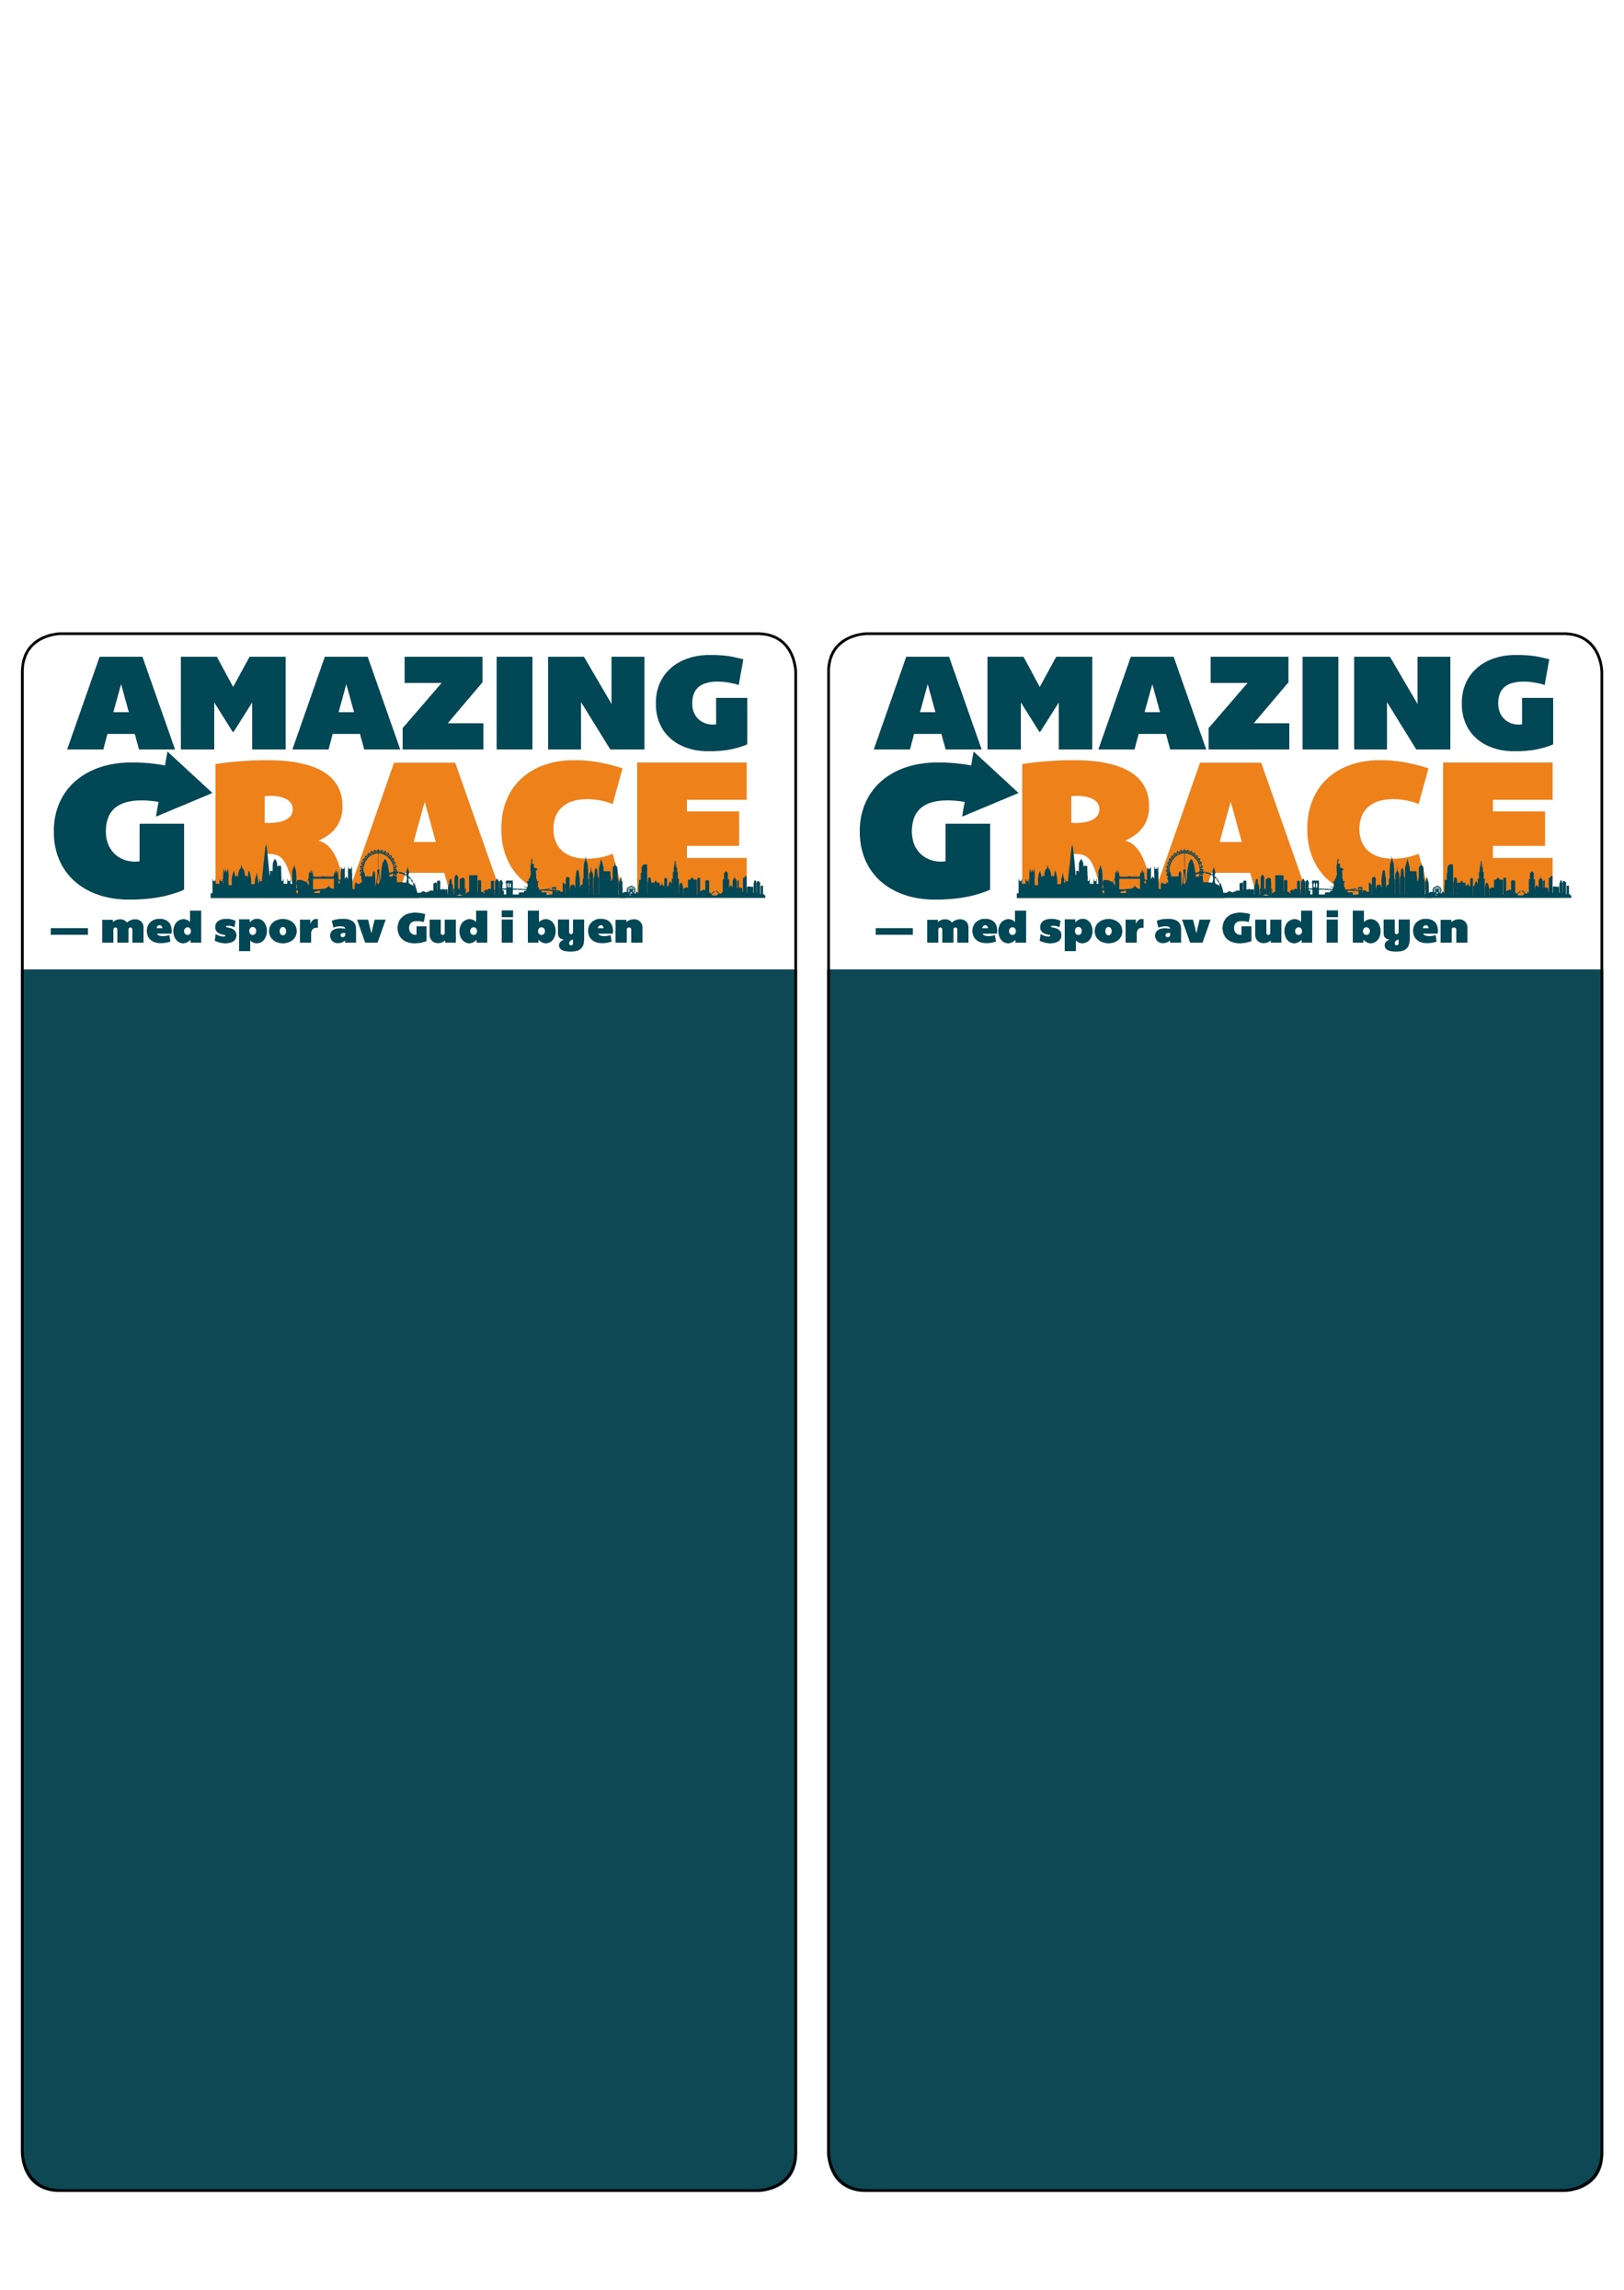 AMAZING
GRACE
— med spor av Gud i byen
AMAZING
GRACE
— med spor av Gud i byen